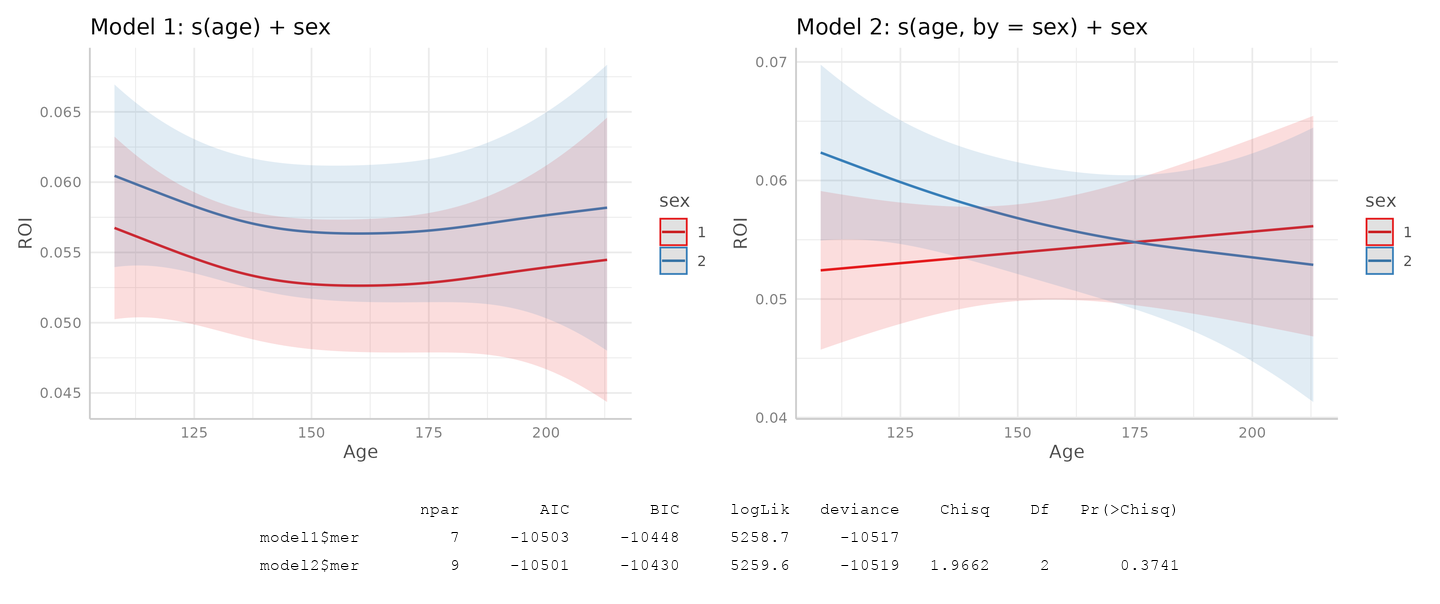 Model 1: s(age) + sex
0.065
0.060
0.055
0.050
0.045
ROI
125 150 175 200
Age
sex
1
2
Model 2: s(age, by = sex) + sex
0.07
0.06
0.05
0.04
ROI
125 150 175 200
Age
sex
1
2
npar AIC BIC logLik deviance Chisq Df Pr(>Chisq)
model1$mer 7 -10503 -10448 5258.7 -10517
model2$mer 9 -10501 -10430 5259.6 -10519 1.9662 2 0.3741